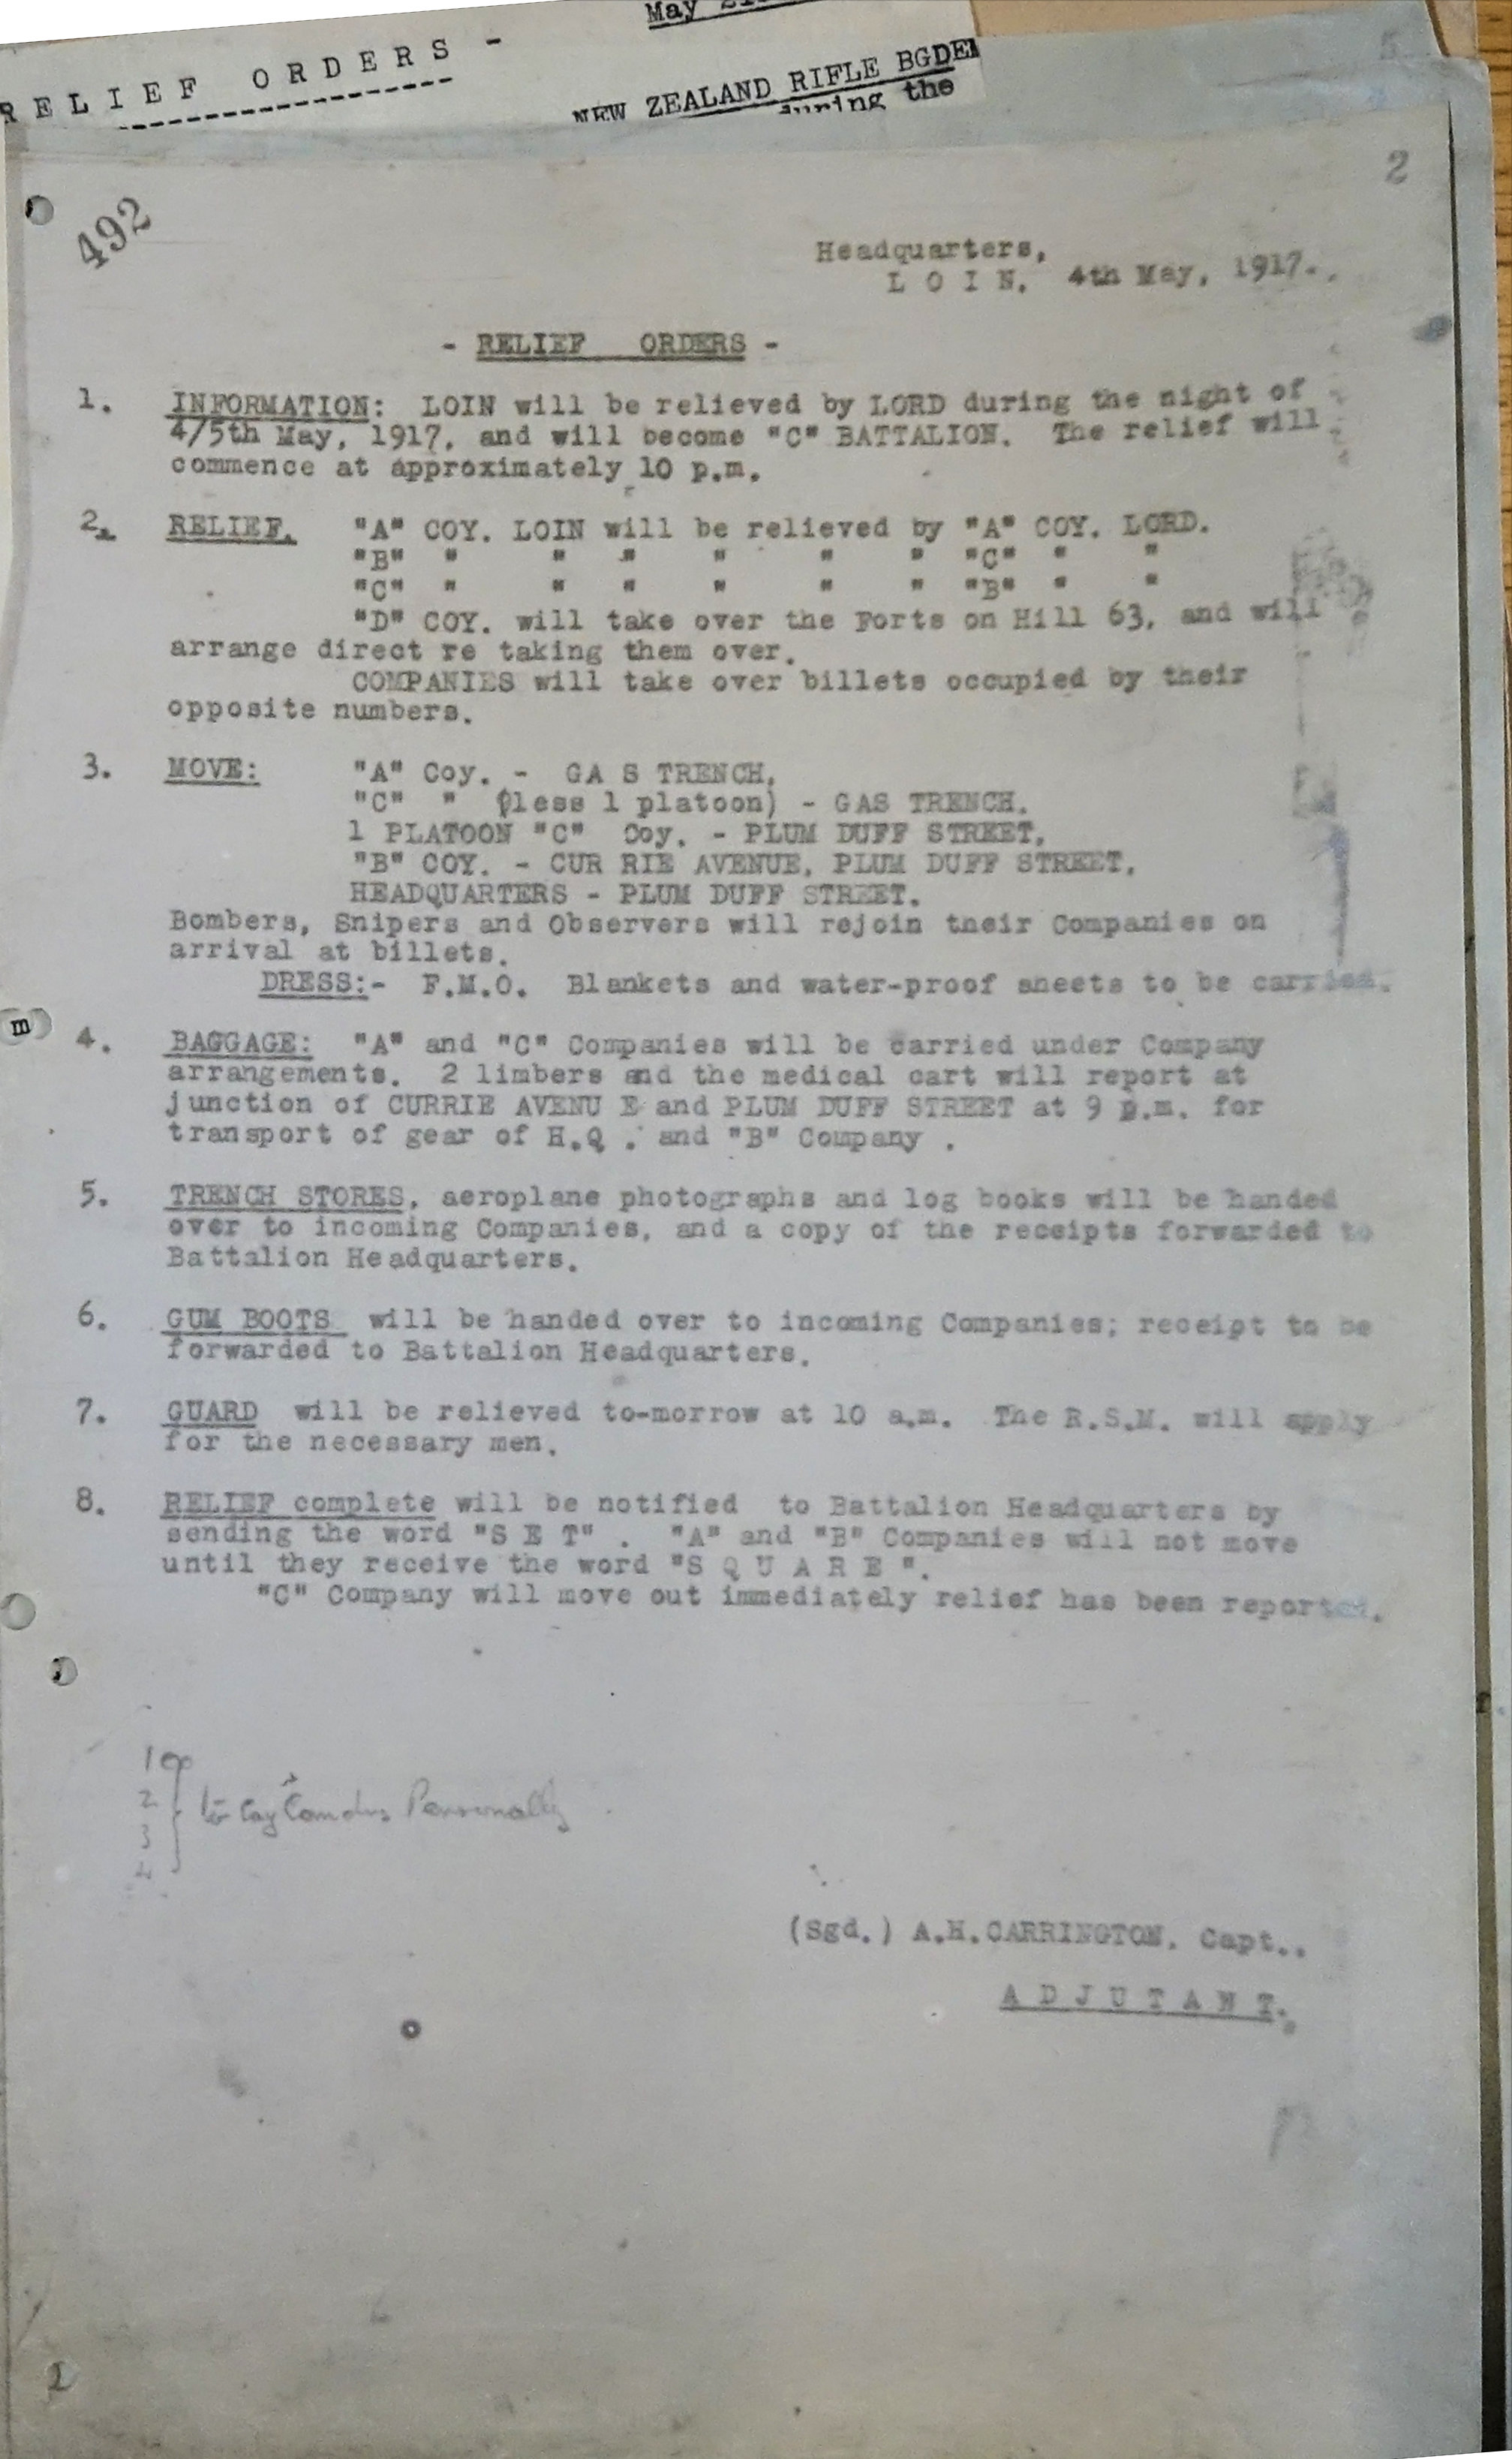 May
RELIEF ORDERS -
NEW ZEALAND RIFLE BGDE
during the
5
2
492
Headquarters,
L O I N. 4th May, 1917..
- RELIEF ORDERS -
1. INFORMATION: LOIN will be relieved by LORD during the night of
4/5th May, 1917, and will become "C" BATTALION. The relief will
commence at approximately 10 p.m.
2. RELIEF. "A" COY. LOIN will be relieved by "A" COY. LORD.
"B" " " " " " " "C" " "
"C" " " " " " " "B" " "
"D" COY. will take over the Forts on Hill 63, and will
arrange direct re taking them over.
COMPANIES will take over billets occupied by their
opposite numbers.
3. MOVE: "A" Coy. - GA S TRENCH,
"C" " (less 1 platoon) - GAS TRENCH.
1 PLATOON "C" Coy. - PLUM DUFF STREET,
"B" COY. - CUR RIE AVENUE, PLUM DUFF STREET,
HEADQUARTERS - PLUM DUFF STREET.
Bombers, Snipers and Observers will rejoin their Companies on
arrival at billets.
DRESS:- F.M.O. Blankets and water-proof sheets to be carried.
m
4. BAGGAGE: "A" and "C" Companies will be carried under Company
arrangements. 2 limbers and the medical cart will report at
junction of CURRIE AVENU E and PLUM DUFF STREET at 9 p.m. for
transport of gear of H.Q . and "B" Company .
5. TRENCH STORES, aeroplane photographs and log books will be handed
over to incoming Companies, and a copy of the receipts forwarded to
Battalion Headquarters.
6. GUM BOOTS will be handed over to incoming Companies; receipt to be
forwarded to Battalion Headquarters.
7. GUARD will be relieved to-morrow at 10 a.m. The R.S.M. will apply
for the necessary men.
8. RELIEF complete will be notified to Battalion Headquarters by
sending the word "S E T" . "A" and "B" Companies will not move
until they receive the word "S Q U A R E ".
"C" Company will move out immediately relief has been reported.
1
2 to Coy Comdrs Personally
3
4
(Sgd.) A.H.CARRINGTON, Capt..
A D J U T A N T.
1